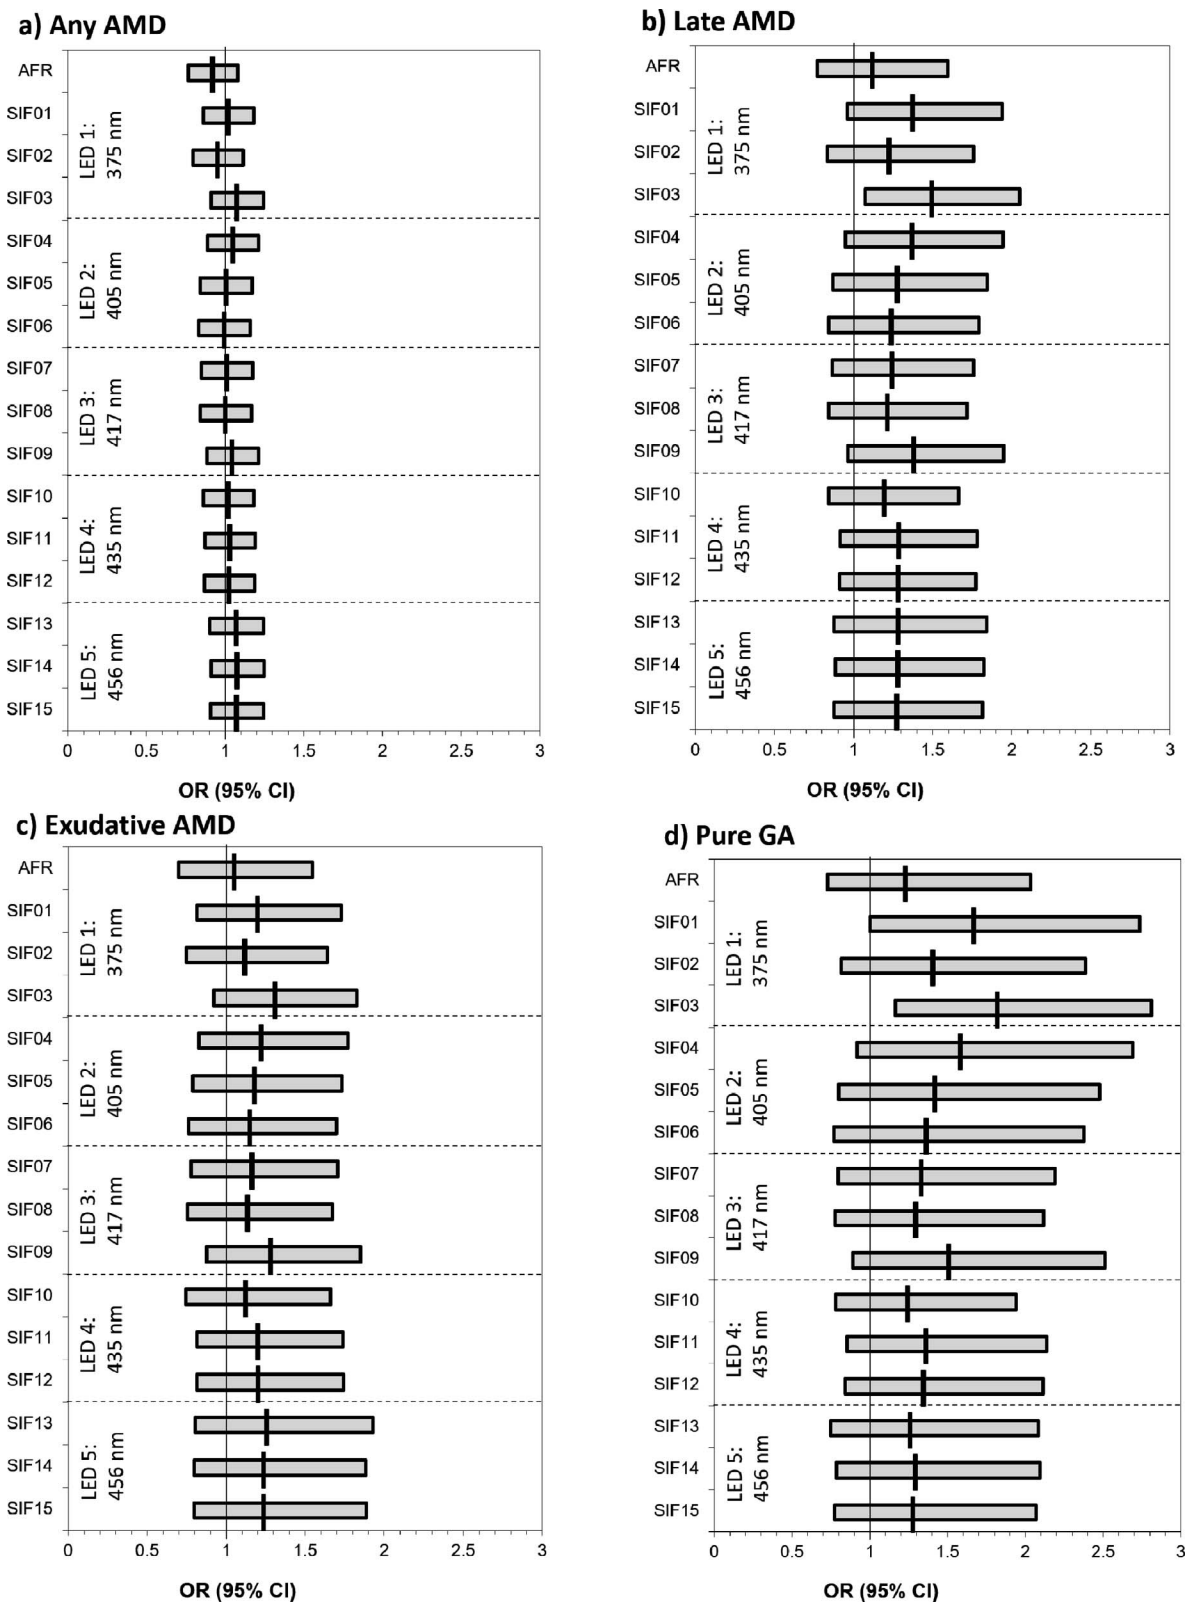 a) Any AMD
AFR
SIF01
SIF02
SIF03
SIF04
SIF05
SIF06
SIF07
SIF08
SIF09
SIF10
SIF11
SIF12
SIF13
SIF14
SIF15
LED 1:
375 nm
LED 2:
405 nm
LED 3:
417 nm
LED 4:
435 nm
LED 5:
456 nm
0 0.5 1 1.5 2 2.5 3
OR (95% CI)
b) Late AMD
AFR
SIF01
SIF02
SIF03
SIF04
SIF05
SIF06
SIF07
SIF08
SIF09
SIF10
SIF11
SIF12
SIF13
SIF14
SIF15
LED 1:
375 nm
LED 2:
405 nm
LED 3:
417 nm
LED 4:
435 nm
LED 5:
456 nm
0 0.5 1 1.5 2 2.5 3
OR (95% CI)
c) Exudative AMD
AFR
SIF01
SIF02
SIF03
SIF04
SIF05
SIF06
SIF07
SIF08
SIF09
SIF10
SIF11
SIF12
SIF13
SIF14
SIF15
LED 1:
375 nm
LED 2:
405 nm
LED 3:
417 nm
LED 4:
435 nm
LED 5:
456 nm
0 0.5 1 1.5 2 2.5 3
OR (95% CI)
d) Pure GA
AFR
SIF01
SIF02
SIF03
SIF04
SIF05
SIF06
SIF07
SIF08
SIF09
SIF10
SIF11
SIF12
SIF13
SIF14
SIF15
LED 1:
375 nm
LED 2:
405 nm
LED 3:
417 nm
LED 4:
435 nm
LED 5:
456 nm
0 0.5 1 1.5 2 2.5 3
OR (95% CI)